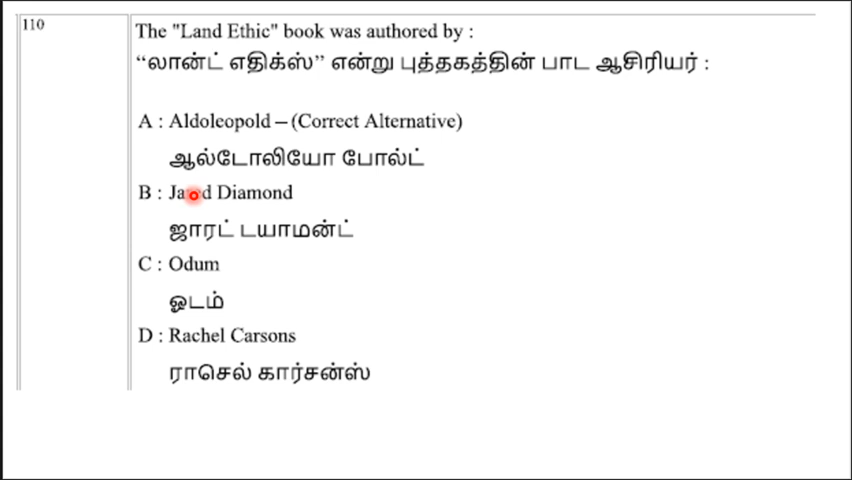 110
The "Land Ethic" book was authored by :
“லான்ட் எதிக்ஸ்” என்று புத்தகத்தின் பாட ஆசிரியர் :
A : Aldoleopold – (Correct Alternative)
ஆல்டோலியோ போல்ட்
B : Diamond
ஜாரட் டயாமன்ட்
C : Odum
ஓடம்
D : Rachel Carsons
ராசெல் கார்சன்ஸ்